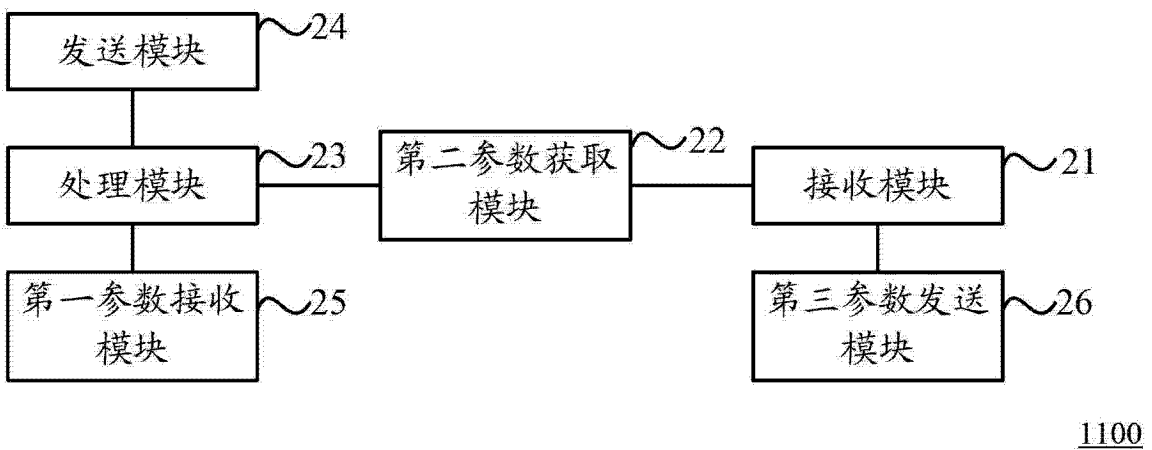 发送模块
24
处理模块
23
第二参数获取
模块
22
接收模块
21
第一参数接收
模块
25
第三参数发送
模块
26
1100